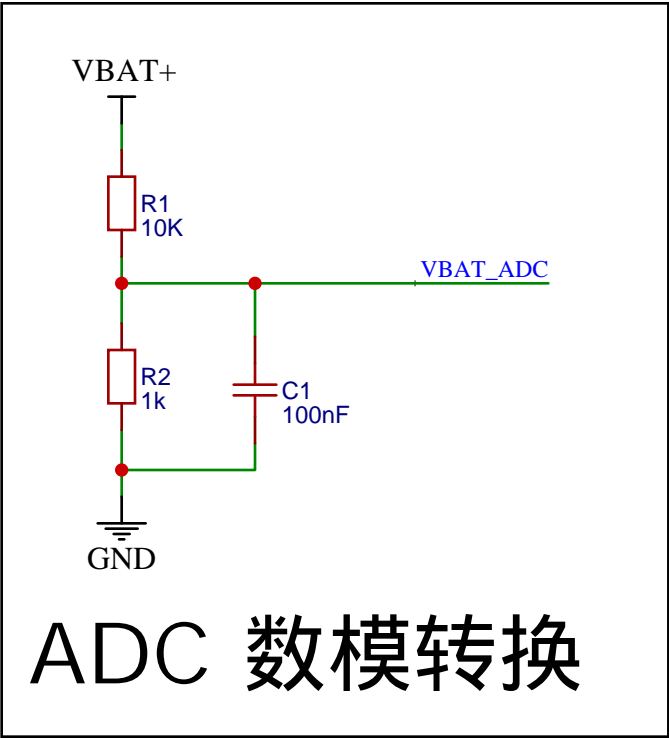 VBAT+
R1
10K
VBAT_ADC
R2
1k
C1
100nF
GND
ADC 数模转换